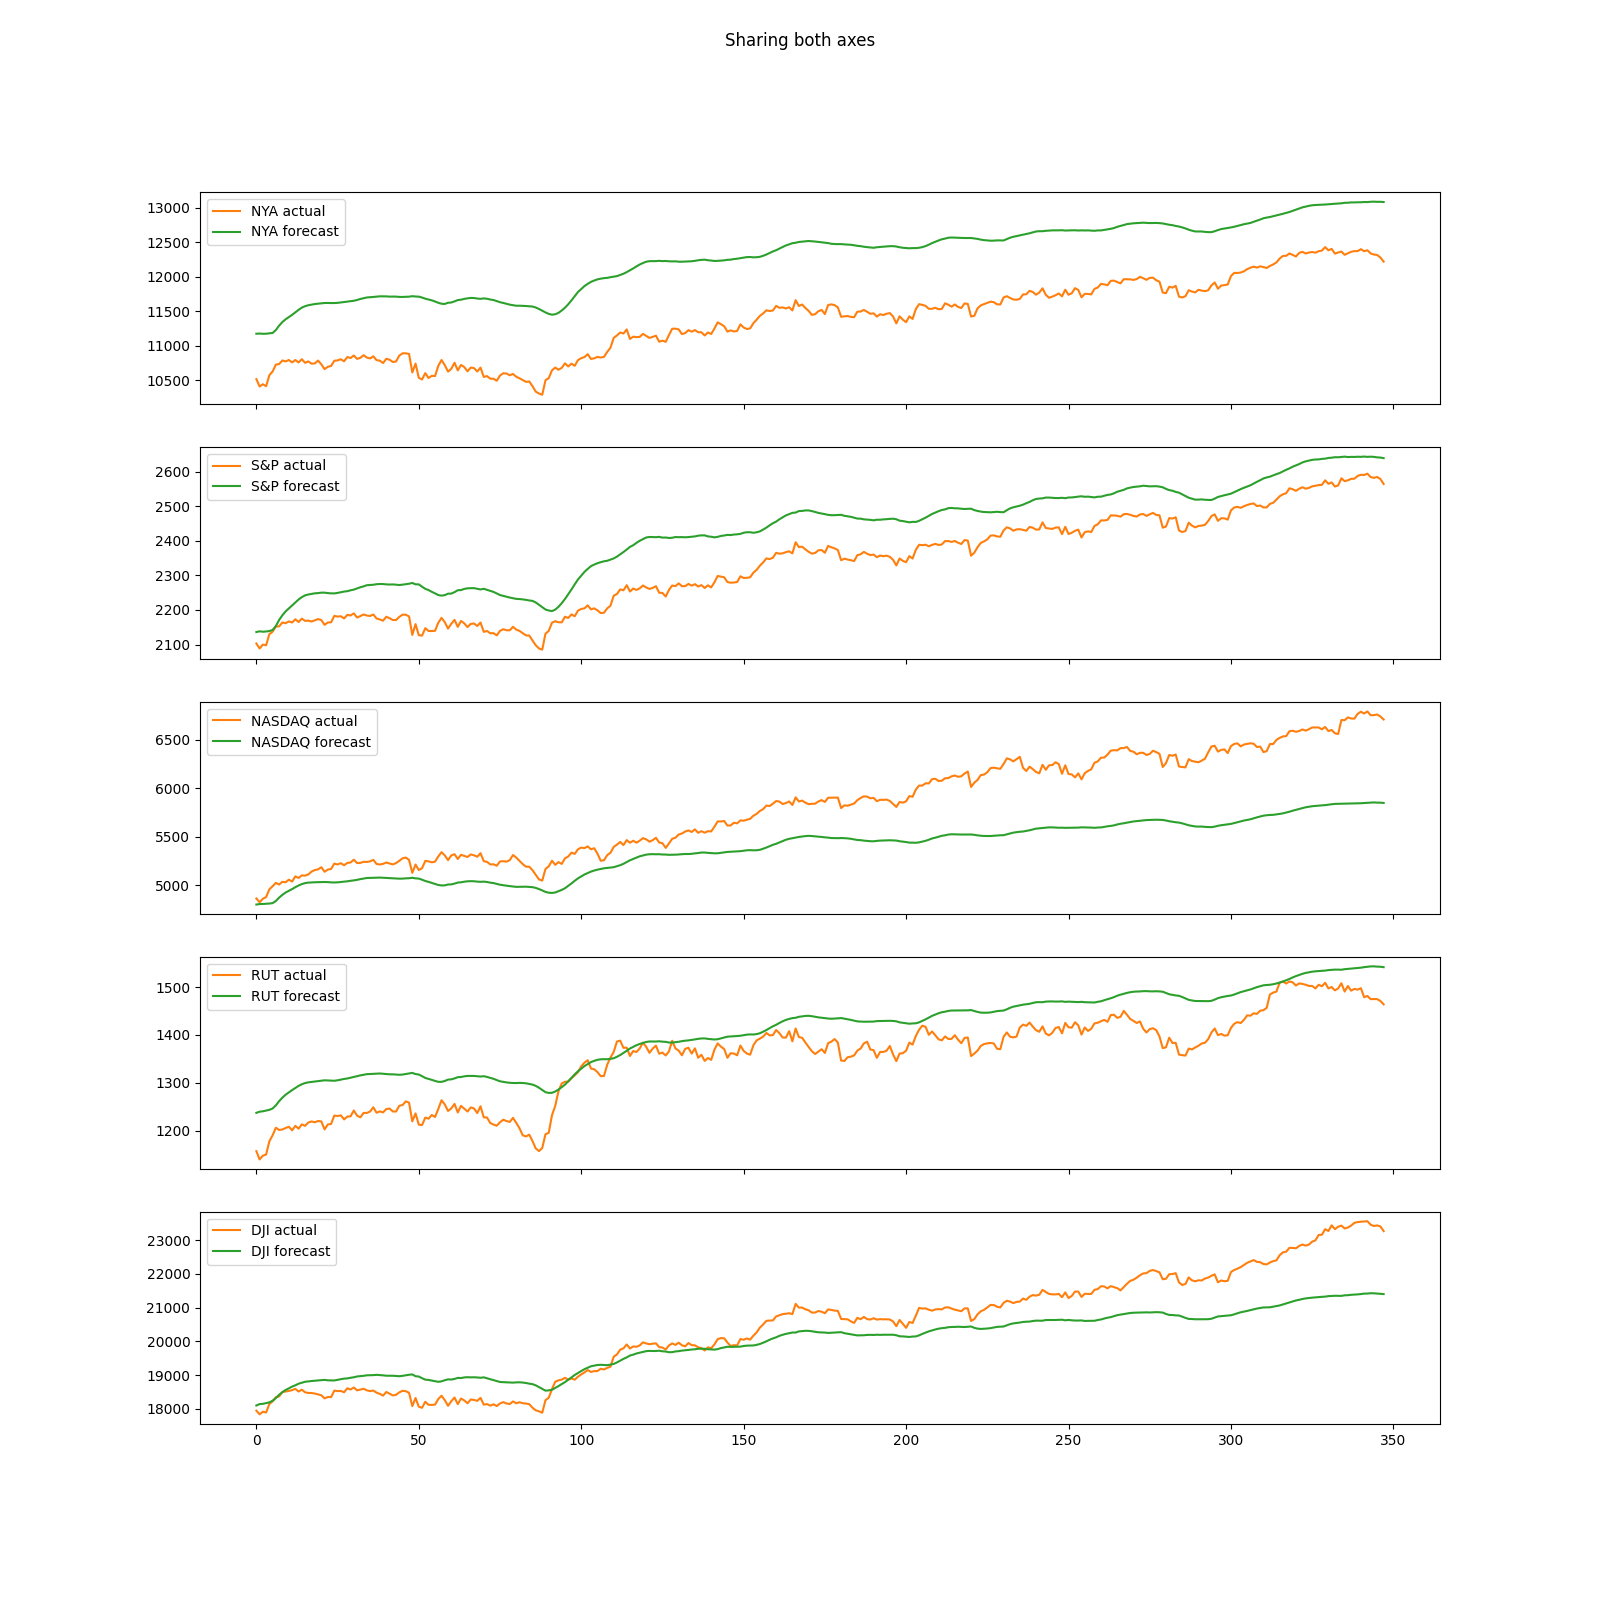 Sharing both axes
NYA actual
NYA forecast
13000
12500
12000
11500
11000
10500
S&P actual
S&P forecast
2600
2500
2400
2300
2200
2100
NASDAQ actual
NASDAQ forecast
6500
6000
5500
5000
RUT actual
RUT forecast
1500
1400
1300
1200
DJI actual
DJI forecast
23000
22000
21000
20000
19000
18000
0 50 100 150 200 250 300 350